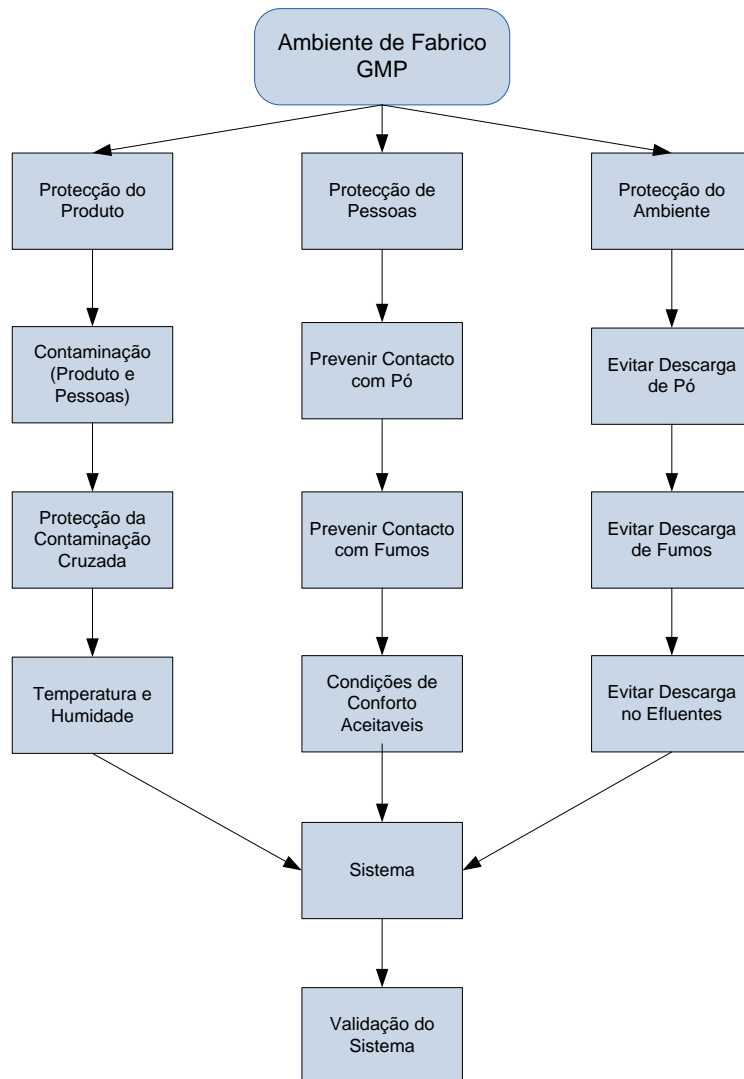 Ambiente de Fabrico
GMP
Protecção do
Produto
Protecção de
Pessoas
Protecção do
Ambiente
Contaminação
(Produto e
Pessoas)
Prevenir Contacto
com Pó
Evitar Descarga
de Pó
Protecção da
Contaminação
Cruzada
Prevenir Contacto
com Fumos
Evitar Descarga
de Fumos
Temperatura e
Humidade
Condições de
Conforto
Aceitaveis
Evitar Descarga
no Efluentes
Sistema
Validação do
Sistema